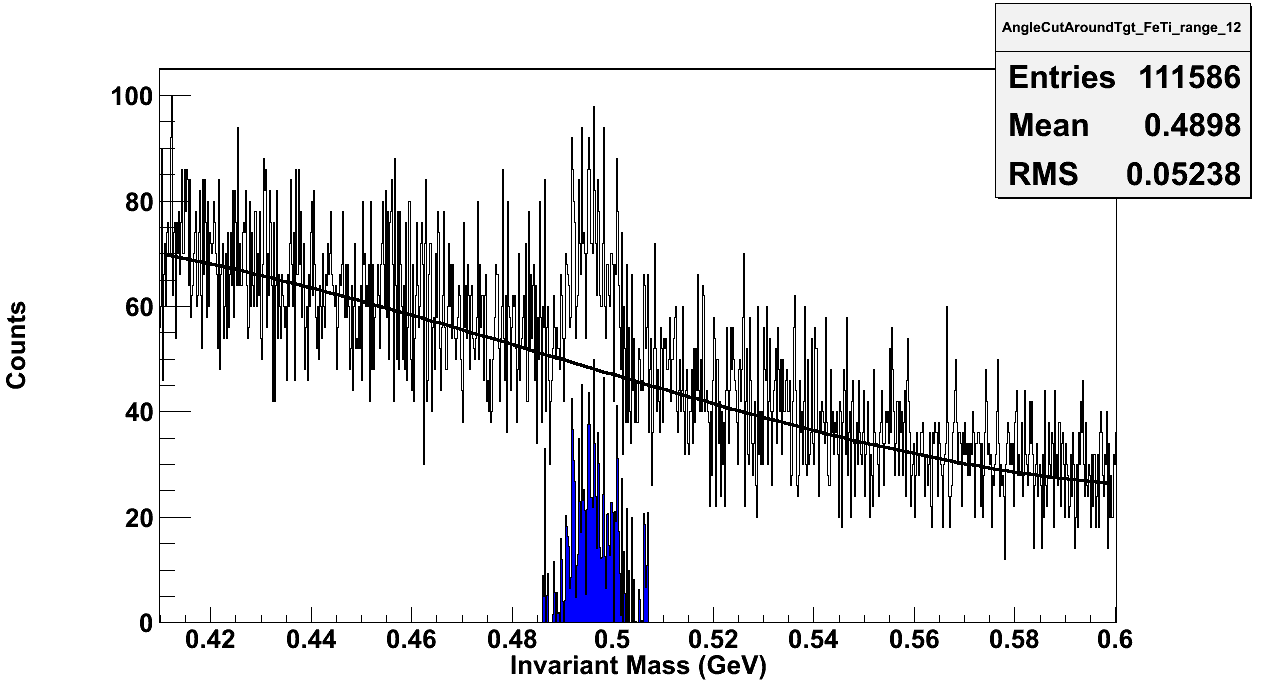 AngleCutAroundTgt_FeTi_range_12
Entries 111586
Mean 0.4898
RMS 0.05238
Counts
100
80
60
40
20
0
0.42 0.44 0.46 0.48 0.5 0.52 0.54 0.56 0.58 0.6
Invariant Mass (GeV)